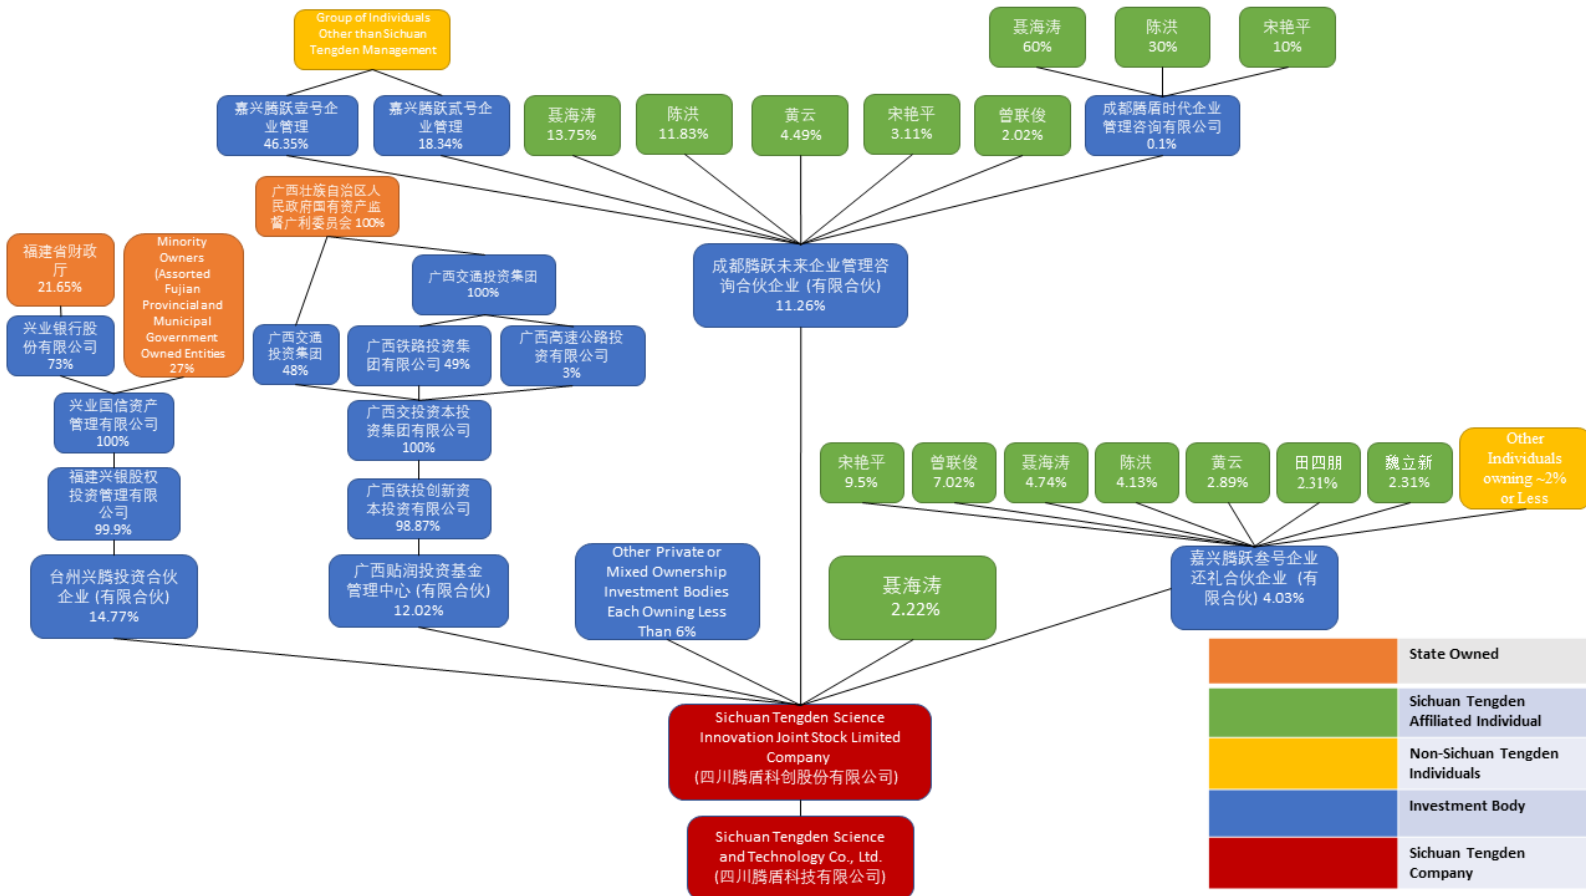 Group of Individuals
Other than Sichuan
Tengden Management
聂海涛
60%
陈洪
30%
宋艳平
10%
嘉兴腾跃壹号企
业管理
46.35%
嘉兴腾跃贰号企
业管理
18.34%
聂海涛
13.75%
陈洪
11.83%
黄云
4.49%
宋艳平
3.11%
曾联俊
2.02%
成都腾盾时代企业
管理咨询有限公司
0.1%
广西壮族自治区人
民政府国有资产监
督广利委员会 100%
福建省财政
厅
21.65%
Minority
Owners
(Assorted
Fujian
Provincial and
Municipal
Government
Owned Entities
27%
广西交通投资集团
100%
成都腾跃未来企业管理咨
询合伙企业 (有限合伙)
11.26%
兴业银行股
份有限公司
73%
广西交通
投资集团
48%
广西铁路投资集
团有限公司 49%
广西高速公路投
资有限公司
3%
兴业国信资产
管理有限公司
100%
广西交投资本投
资集团有限公司
100%
福建兴银股权
投资管理有限
公司
99.9%
广西铁投创新资
本投资有限公司
98.87%
宋艳平
9.5%
曾联俊
7.02%
聂海涛
4.74%
陈洪
4.13%
黄云
2.89%
田四朋
2.31%
魏立新
2.31%
Other
Individuals
owning ~2%
or Less
台州兴腾投资合伙
企业 (有限合伙)
14.77%
广西贴润投资基金
管理中心 (有限合伙)
12.02%
Other Private or
Mixed Ownership
Investment Bodies
Each Owning Less
Than 6%
聂海涛
2.22%
嘉兴腾跃叁号企业
还礼合伙企业 (有
限合伙) 4.03%
Sichuan Tengden Science
Innovation Joint Stock Limited
Company
(四川腾盾科创股份有限公司)
Sichuan Tengden Science
and Technology Co., Ltd.
(四川腾盾科技有限公司)
State Owned
Sichuan Tengden
Affiliated Individual
Non-Sichuan Tengden
Individuals
Investment Body
Sichuan Tengden
Company